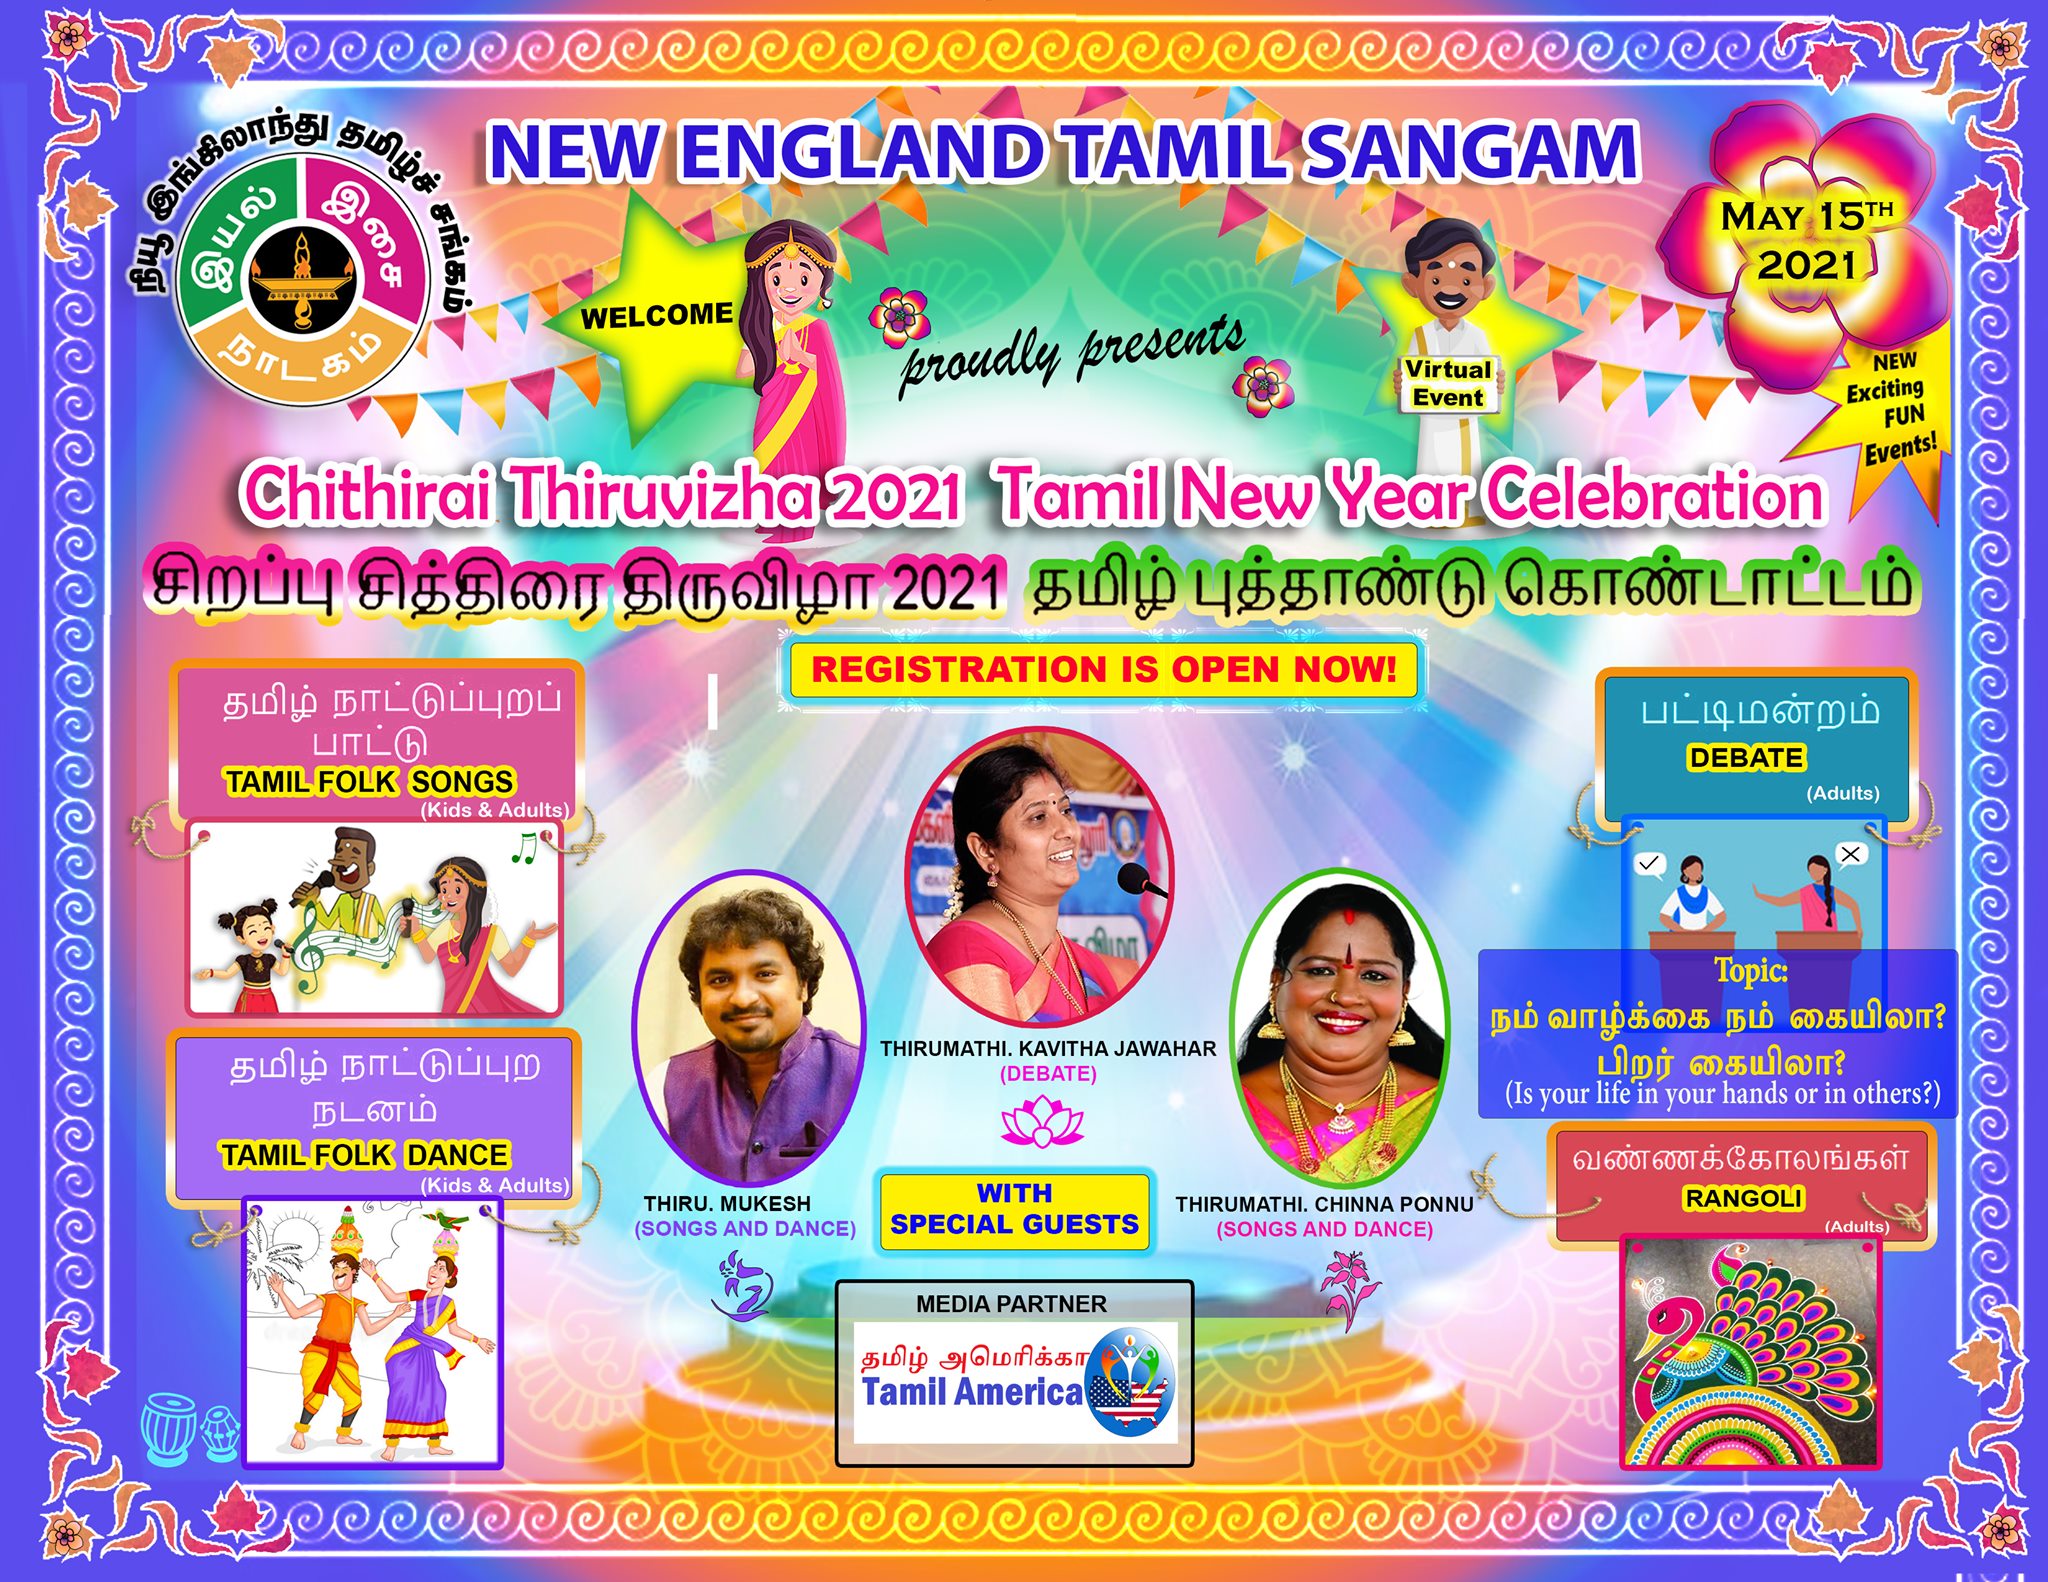 நியூ இங்கிலாந்து தமிழ்ச் சங்கம்
இயல்
இசை
நாடகம்
NEW ENGLAND TAMIL SANGAM
MAY 15TH
2021
WELCOME
proudly presents
Virtual
Event
NEW
Exciting
FUN
Events!
Chithirai Thiruvizha 2021 Tamil New Year Celebration
சிறப்பு சித்திரை திருவிழா 2021 தமிழ் புத்தாண்டு கொண்டாட்டம்
REGISTRATION IS OPEN NOW!
தமிழ் நாட்டுப்புறப்
பாட்டு
TAMIL FOLK SONGS
(Kids & Adults)
தமிழ் நாட்டுப்புற
நடனம்
TAMIL FOLK DANCE
(Kids & Adults)
THIRUMATHI. KAVITHA JAWAHAR
(DEBATE)
THIRU. MUKESH
(SONGS AND DANCE)
WITH
SPECIAL GUESTS
THIRUMATHI. CHINNA PONNU
(SONGS AND DANCE)
MEDIA PARTNER
தமிழ் அமெரிக்கா
Tamil America
பட்டிமன்றம்
DEBATE
(Adults)
Topic:
நம் வாழ்க்கை நம் கையிலா?
பிறர் கையிலா?
(Is your life in your hands or in others?)
வண்ணக்கோலங்கள்
RANGOLI
(Adults)